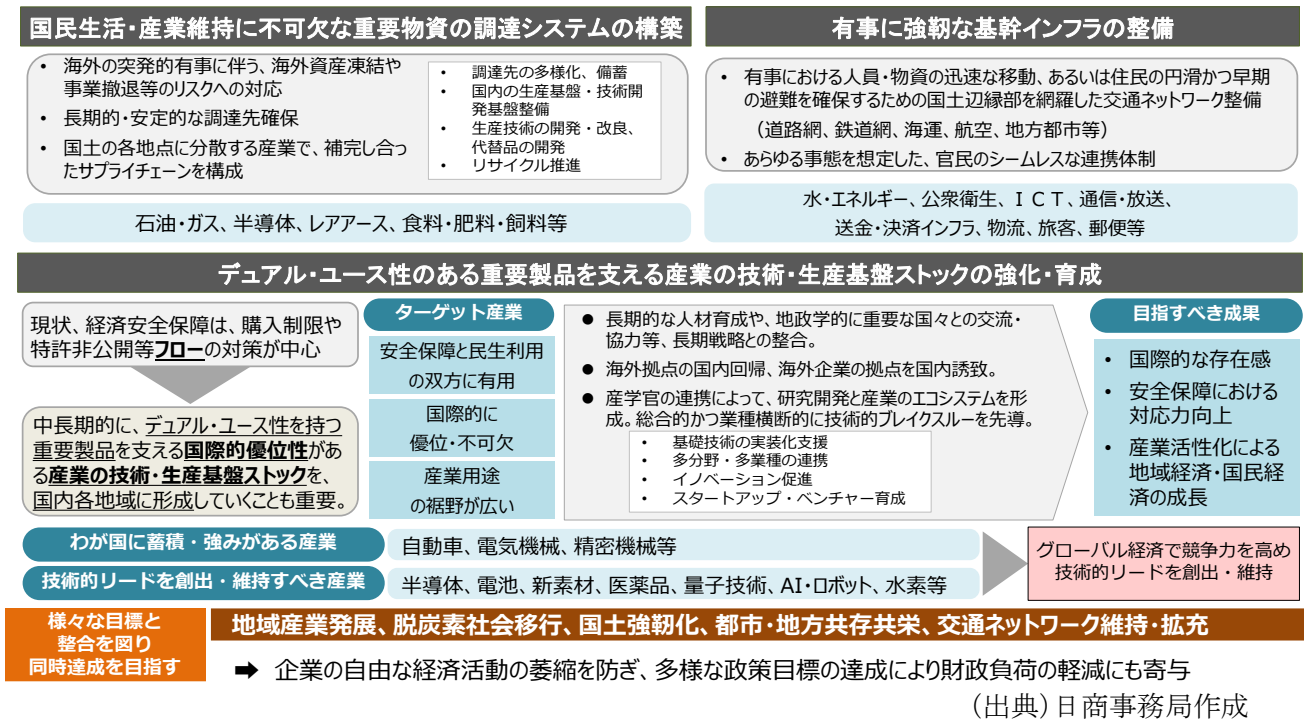 国民生活・産業維持に不可欠な重要物資の調達システムの構築
• 海外の突発的有事に伴う、海外資産凍結や
事業撤退等のリスクへの対応
• 長期的・安定的な調達先確保
• 国土の各地点に分散する産業で、補完し合っ
たサプライチェーンを構成
• 調達先の多様化、備蓄
• 国内の生産基盤・技術開
発基盤整備
• 生産技術の開発・改良、
代替品の開発
• リサイクル推進
石油・ガス、半導体、レアアース、食料・肥料・飼料等
有事に強靭な基幹インフラの整備
• 有事における人員・物資の迅速な移動、あるいは住民の円滑かつ早期
の避難を確保するための国土辺縁部を網羅した交通ネットワーク整備
（道路網、鉄道網、海運、航空、地方都市等）
• あらゆる事態を想定した、官民のシームレスな連携体制
水・エネルギー、公衆衛生、ＩＣＴ、通信・放送、
送金・決済インフラ、物流、旅客、郵便等
デュアル・ユース性のある重要製品を支える産業の技術・生産基盤ストックの強化・育成
現状、経済安全保障は、購入制限や
特許非公開等フローの対策が中心
中長期的に、デュアル・ユース性を持つ
重要製品を支える国際的優位性があ
る産業の技術・生産基盤ストックを、
国内各地域に形成していくことも重要。
ターゲット産業
安全保障と民生利用
の双方に有用
国際的に
優位・不可欠
産業用途
の裾野が広い
● 長期的な人材育成や、地政学的に重要な国々との交流・
協力等、長期戦略との整合。
● 海外拠点の国内回帰、海外企業の拠点を国内誘致。
● 産学官の連携によって、研究開発と産業のエコシステムを形
成。総合的かつ業種横断的に技術的ブレイクスルーを先導。
• 基礎技術の実装化支援
• 多分野・多業種の連携
• イノベーション促進
• スタートアップ・ベンチャー育成
目指すべき成果
• 国際的な存在感
• 安全保障における
対応力向上
• 産業活性化による
地域経済・国民経
済の成長
わが国に蓄積・強みがある産業
自動車、電気機械、精密機械等
技術的リードを創出・維持すべき産業
半導体、電池、新素材、医薬品、量子技術、AI・ロボット、水素等
グローバル経済で競争力を高め
技術的リードを創出・維持
様々な目標と
整合を図り
同時達成を目指す
地域産業発展、脱炭素社会移行、国土強靭化、都市・地方共存共栄、交通ネットワーク維持・拡充
➡ 企業の自由な経済活動の萎縮を防ぎ、多様な政策目標の達成により財政負荷の軽減にも寄与
（出典）日商事務局作成